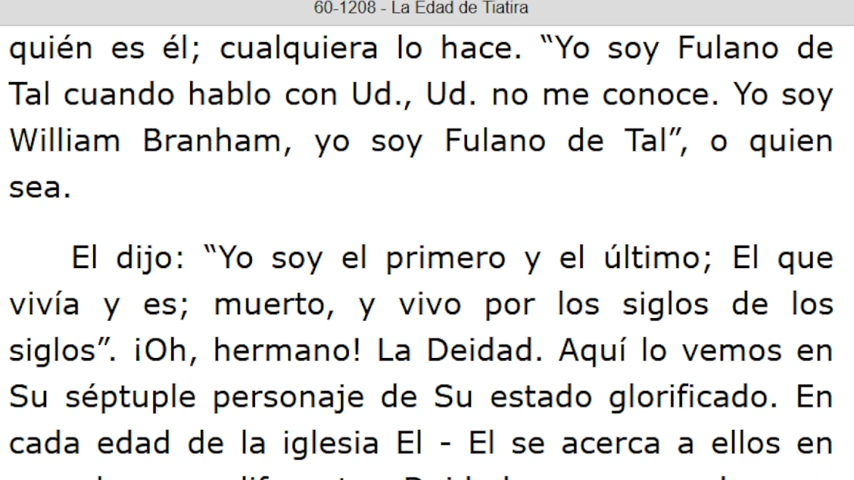 60-1208 - La Edad de Tiatira
quién es él; cualquiera lo hace. “Yo soy Fulano de
Tal cuando hablo con Ud., Ud. no me conoce. Yo soy
William Branham, yo soy Fulano de Tal”, o quien
sea.
El dijo: “Yo soy el primero y el último; El que
vivía y es; muerto, y vivo por los siglos de los
siglos”. ¡Oh, hermano! La Deidad. Aquí lo vemos en
Su séptuple personaje de Su estado glorificado. En
cada edad de la iglesia El - El se acerca a ellos en